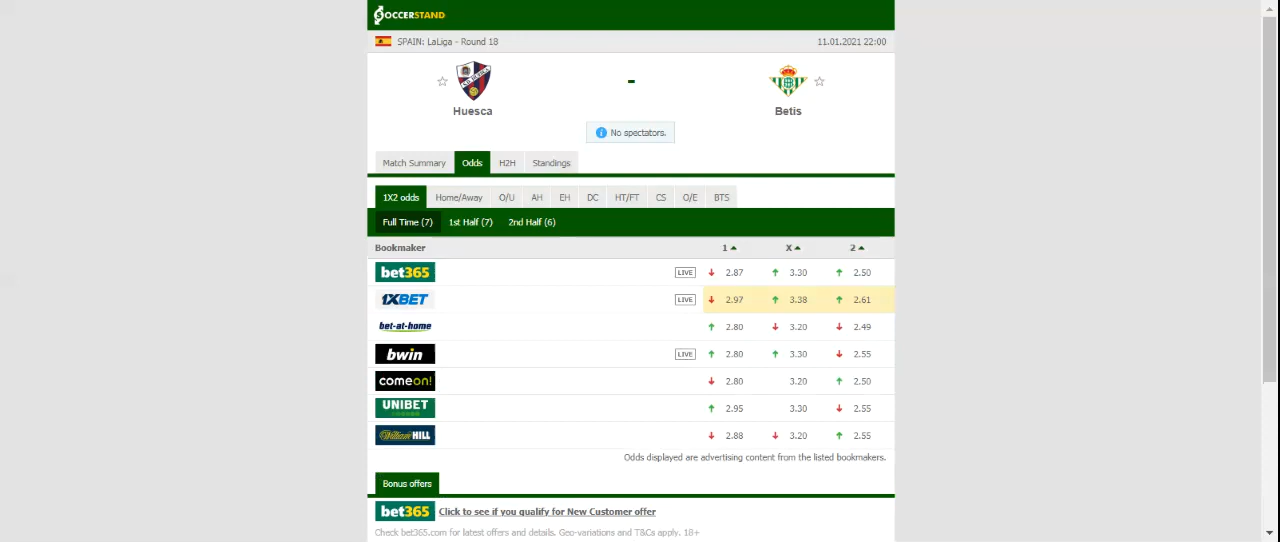 SOCCERSTAND
SPAIN: LaLiga - Round 18 11.01.2021 22:00
-
Huesca Betis
No spectators.
Match Summary Odds H2H Standings
1X2 odds Home/Away O/U AH EH DC HT/FT CS O/E BTS
Full Time (7) 1st Half (7) 2nd Half (6)
Bookmaker 1 X 2
bet365 LIVE 2.87 3.30 2.50
1XBET LIVE 2.97 3.38 2.61
bet-at-home 2.80 3.20 2.49
bwin LIVE 2.80 3.30 2.55
comeon! 2.80 3.20 2.50
UNIBET 2.95 3.30 2.55
William HILL 2.88 3.20 2.55
Odds displayed are advertising content from the listed bookmakers.
Bonus offers
bet365 Click to see if you qualify for New Customer offer
Check bet365.com for latest offers and details. Geo-variations and T&Cs apply. 18+